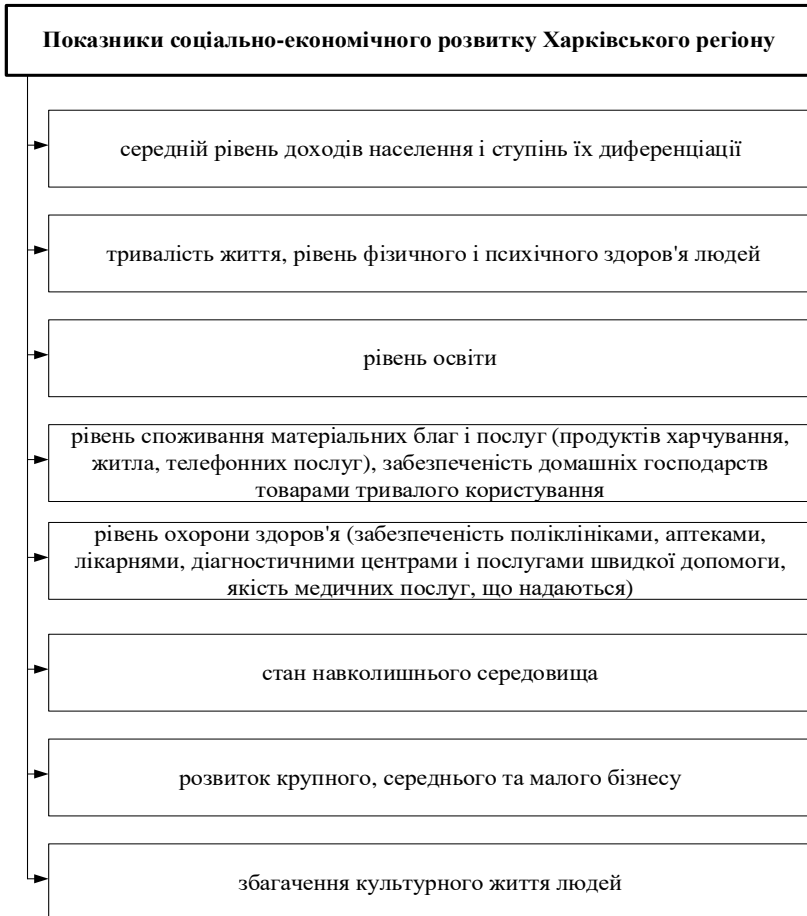 Показники соціально-економічного розвитку Харківського регіону
середній рівень доходів населення і ступінь їх диференціації
тривалість життя, рівень фізичного і психічного здоров'я людей
рівень освіти
рівень споживання матеріальних благ і послуг (продуктів харчування,
житла, телефонних послуг), забезпеченість домашніх господарств
товарами тривалого користування
рівень охорони здоров'я (забезпеченість поліклініками, аптеками,
лікарнями, діагностичними центрами і послугами швидкої допомоги,
якість медичних послуг, що надаються)
стан навколишнього середовища
розвиток крупного, середнього та малого бізнесу
збагачення культурного життя людей